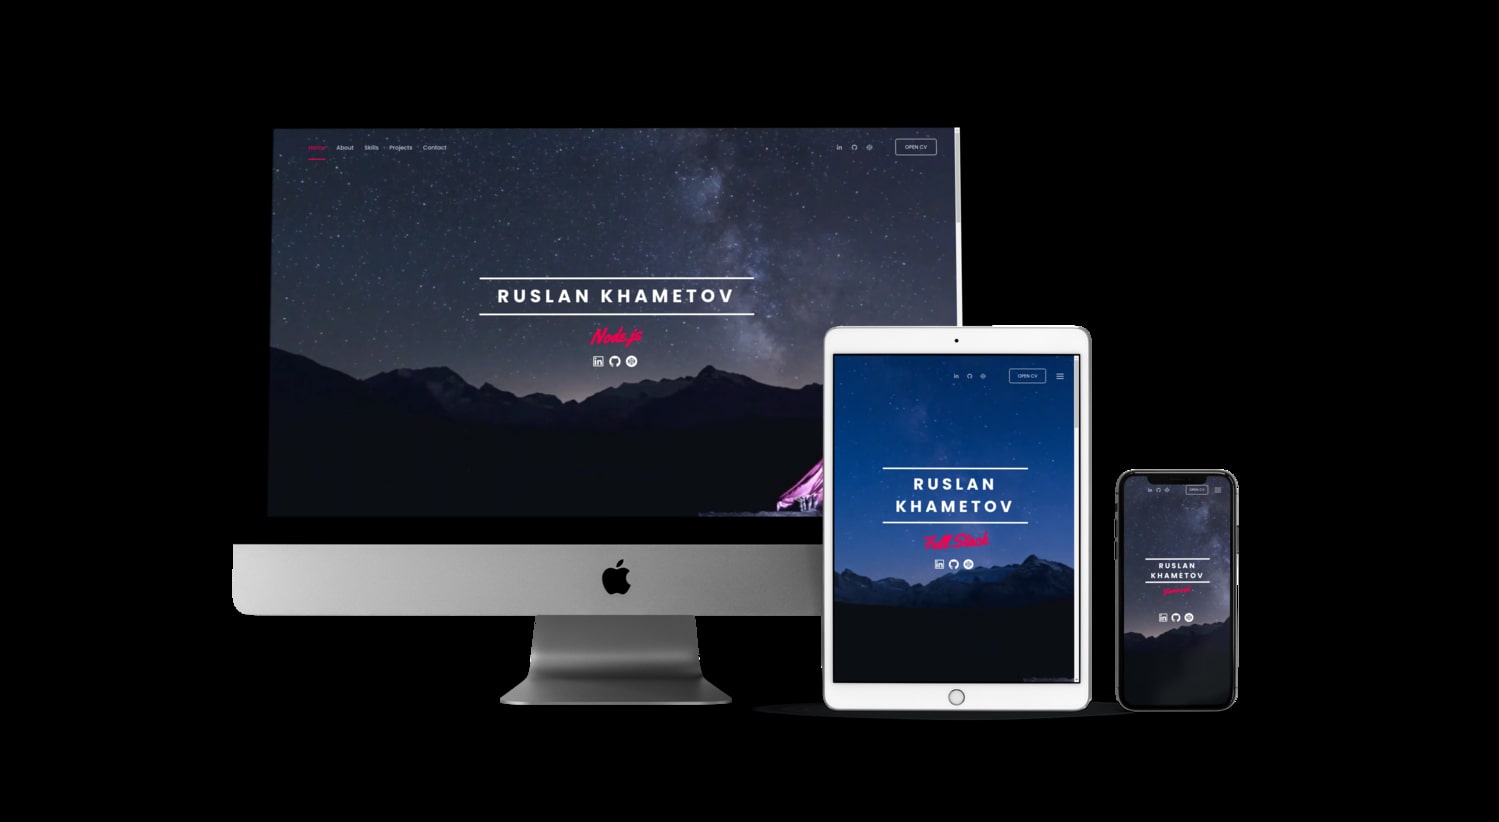 Home About Skills Projects Contact
OPEN CV
RUSLAN KHAMETOV
Node.js
OPEN CV
RUSLAN
KHAMETOV
Full Stack
OPEN CV
RUSLAN
KHAMETOV